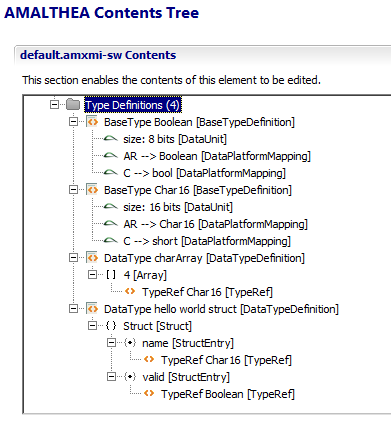 AMALTHEA Contents Tree
default.amxmi-sw Contents
This section enables the contents of this element to be edited.
Type Definitions (4)
BaseType Boolean [BaseTypeDefinition]
size: 8 bits [DataUnit]
AR --> Boolean [DataPlatformMapping]
C --> bool [DataPlatformMapping]
BaseType Char16 [BaseTypeDefinition]
size: 16 bits [DataUnit]
AR --> Char16 [DataPlatformMapping]
C --> short [DataPlatformMapping]
DataType charArray [DataTypeDefinition]
[ ] 4 [Array]
TypeRef Char16 [TypeRef]
DataType hello world struct [DataTypeDefinition]
{ } Struct [Struct]
name [StructEntry]
TypeRef Char16 [TypeRef]
valid [StructEntry]
TypeRef Boolean [TypeRef]